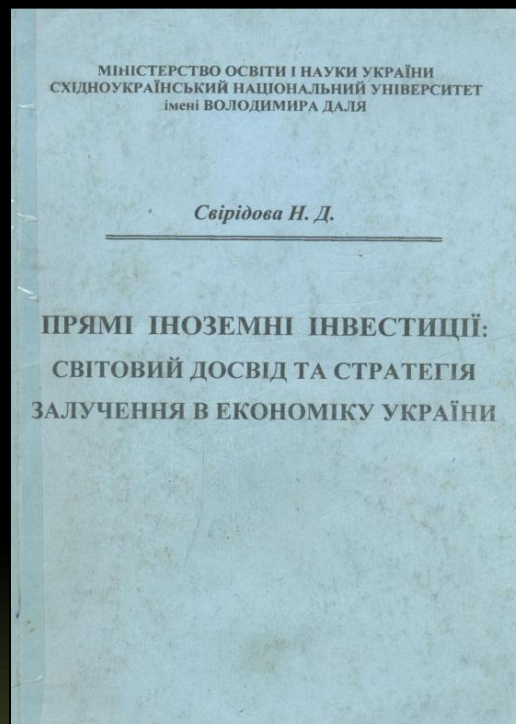 МІНІСТЕРСТВО ОСВІТИ І НАУКИ УКРАЇНИ
СХІДНОУКРАЇНСЬКИЙ НАЦІОНАЛЬНИЙ УНІВЕРСИТЕТ
імені ВОЛОДИМИРА ДАЛЯ
Свірідова Н. Д.
ПРЯМІ ІНОЗЕМНІ ІНВЕСТИЦІЇ:
СВІТОВИЙ ДОСВІД ТА СТРАТЕГІЯ
ЗАЛУЧЕННЯ В ЕКОНОМІКУ УКРАЇНИ